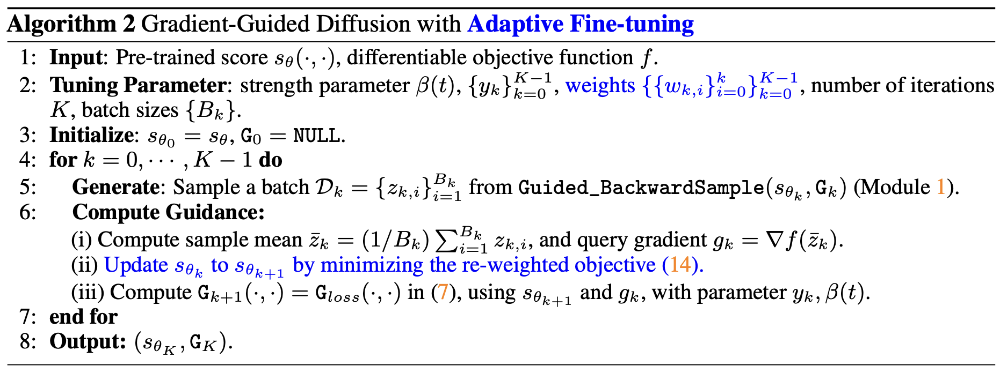 Algorithm 2 Gradient-Guided Diffusion with Adaptive Fine-tuning
1: Input: Pre-trained score $s_\theta(\cdot, \cdot)$, differentiable objective function $f$.
2: Tuning Parameter: strength parameter $\beta(t)$, $\{y_k\}_{k=0}^{K-1}$, weights $\{\{w_{k,i}\}_{i=0}^{k}\}_{k=0}^{K-1}$, number of iterations
$K$, batch sizes $\{B_k\}$.
3: Initialize: $s_{\theta_0} = s_\theta$, $\mathtt{G}_0 = \mathtt{NULL}$.
4: for $k = 0, \cdots, K-1$ do
5: Generate: Sample a batch $\mathcal{D}_k = \{z_{k,i}\}_{i=1}^{B_k}$ from Guided_BackwardSample$(s_{\theta_k}, \mathtt{G}_k)$ (Module 1).
6: Compute Guidance:
(i) Compute sample mean $\bar{z}_k = (1/B_k) \sum_{i=1}^{B_k} z_{k,i}$, and query gradient $g_k = \nabla f(\bar{z}_k)$.
(ii) Update $s_{\theta_k}$ to $s_{\theta_{k+1}}$ by minimizing the re-weighted objective (14).
(iii) Compute $\mathtt{G}_{k+1}(\cdot, \cdot) = \mathtt{G}_{loss}(\cdot, \cdot)$ in (7), using $s_{\theta_{k+1}}$ and $g_k$, with parameter $y_k, \beta(t)$.
7: end for
8: Output: $(s_{\theta_K}, \mathtt{G}_K)$.